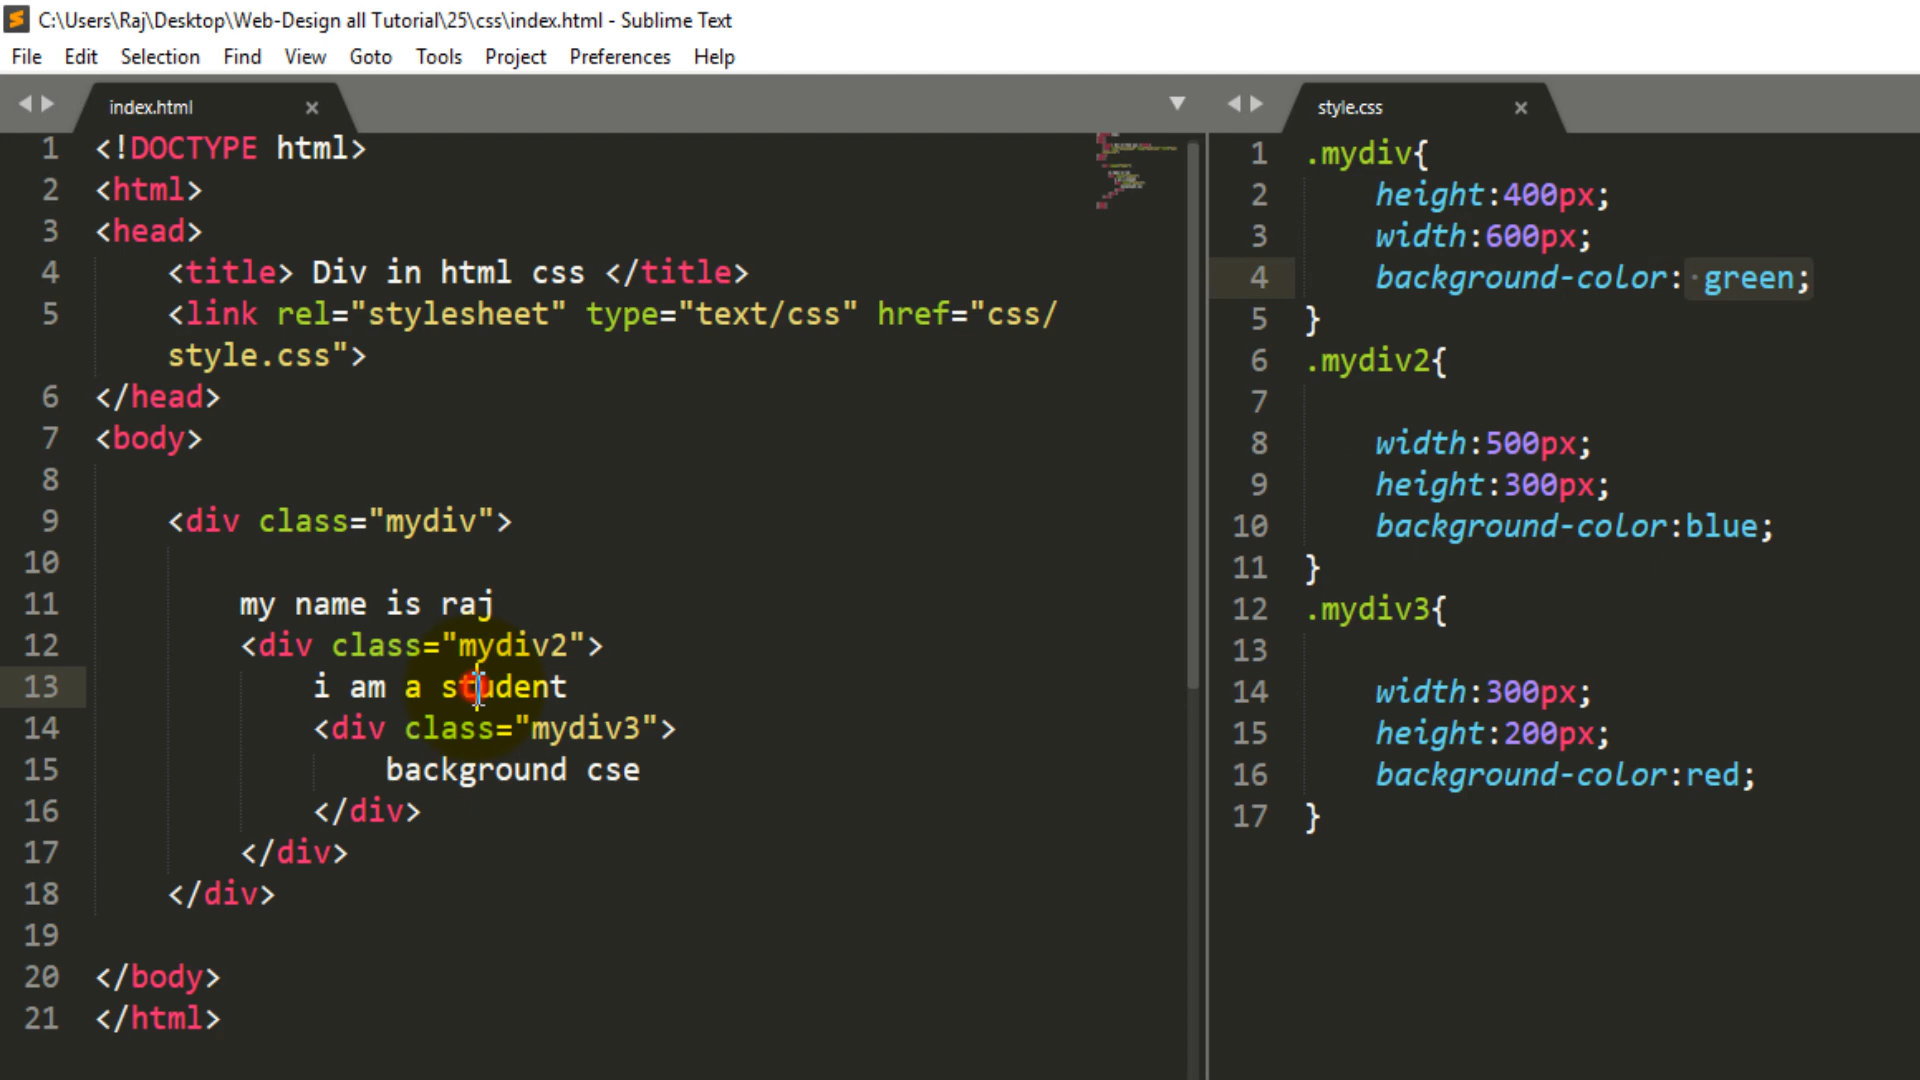 C:\Users\Raj\Desktop\Web-Design all Tutorial\25\css\index.html - Sublime Text
File Edit Selection Find View Goto Tools Project Preferences Help
index.html ×
1 <!DOCTYPE html>
2 <html>
3 <head>
4 <title> Div in html css </title>
5 <link rel="stylesheet" type="text/css" href="css/
style.css">
6 </head>
7 <body>
8
9 <div class="mydiv">
10
11 my name is raj
12 <div class="mydiv2">
13 i am a student
14 <div class="mydiv3">
15 background cse
16 </div>
17 </div>
18 </div>
19
20 </body>
21 </html>
style.css ×
1 .mydiv{
2 height:400px;
3 width:600px;
4 background-color: green;
5 }
6 .mydiv2{
7
8 width:500px;
9 height:300px;
10 background-color:blue;
11 }
12 .mydiv3{
13
14 width:300px;
15 height:200px;
16 background-color:red;
17 }